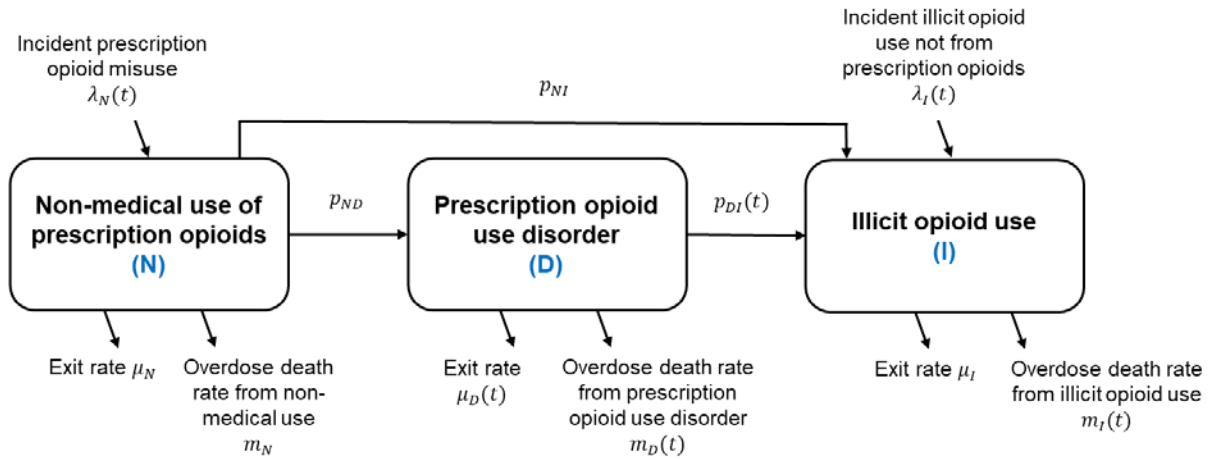 Incident prescription
opioid misuse
λ_N(t)
Incident illicit opioid
use not from
prescription opioids
λ_I(t)
p_NI
Non-medical use of
prescription opioids
(N)
p_ND
Prescription opioid
use disorder
(D)
p_DI(t)
Illicit opioid use
(I)
Exit rate μ_N
Overdose death
rate from non-
medical use
m_N
Exit rate
μ_D(t)
Overdose death rate
from prescription
opioid use disorder
m_D(t)
Exit rate μ_I
Overdose death rate
from illicit opioid use
m_I(t)